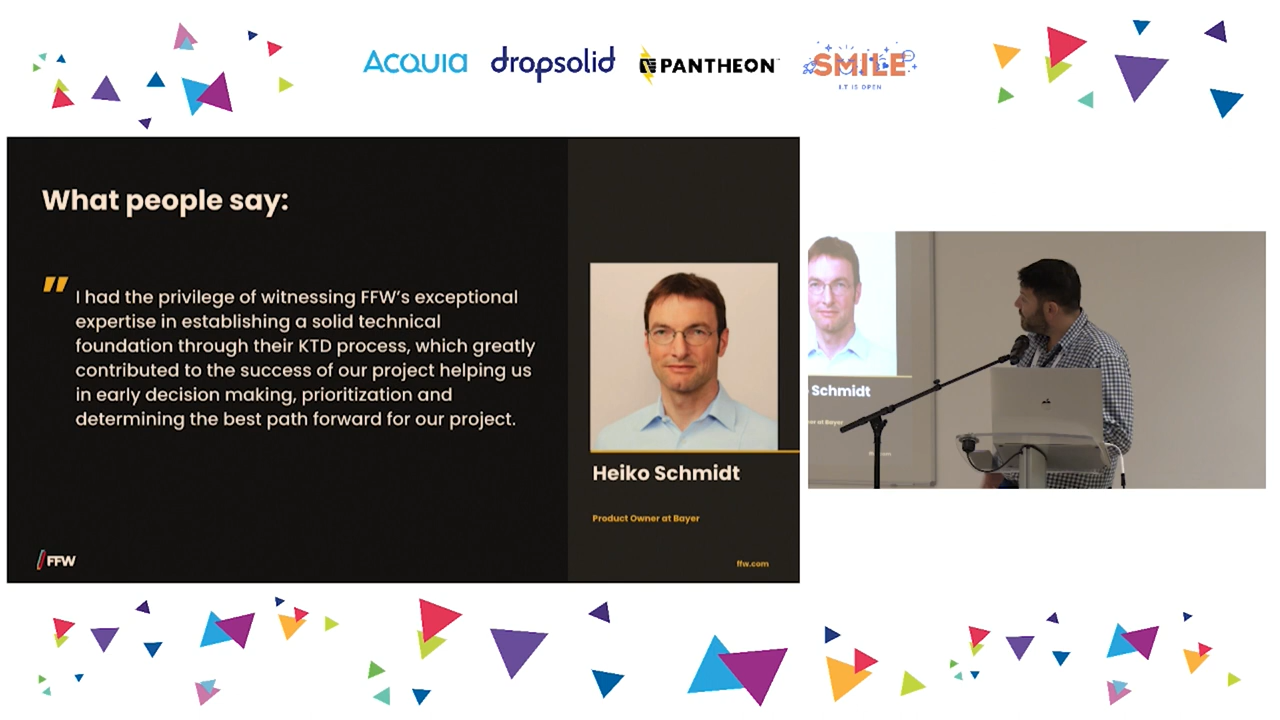 Acquia
dropsolid
PANTHEON
SMILE
I.T IS OPEN
What people say:
" I had the privilege of witnessing FFW's exceptional
expertise in establishing a solid technical
foundation through their KTD process, which greatly
contributed to the success of our project helping us
in early decision making, prioritization and
determining the best path forward for our project.
Heiko Schmidt
Product Owner at Bayer
FFW
ffw.com
Schmidt
er at Bayer